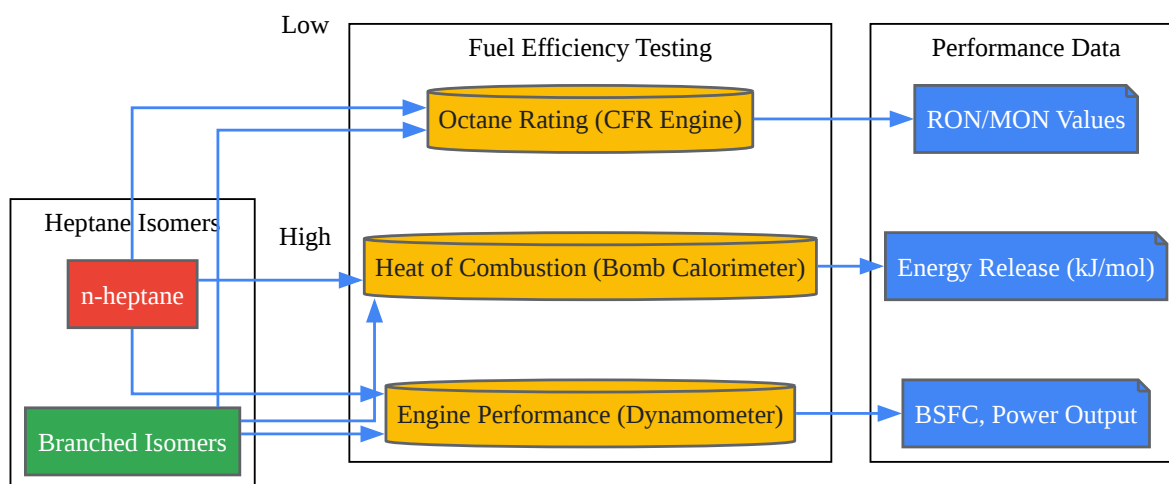 Low
Fuel Efficiency Testing
Performance Data
Octane Rating (CFR Engine)
RON/MON Values
Heptane Isomers
High
Heat of Combustion (Bomb Calorimeter)
Energy Release (kJ/mol)
n-heptane
Engine Performance (Dynamometer)
BSFC, Power Output
Branched Isomers